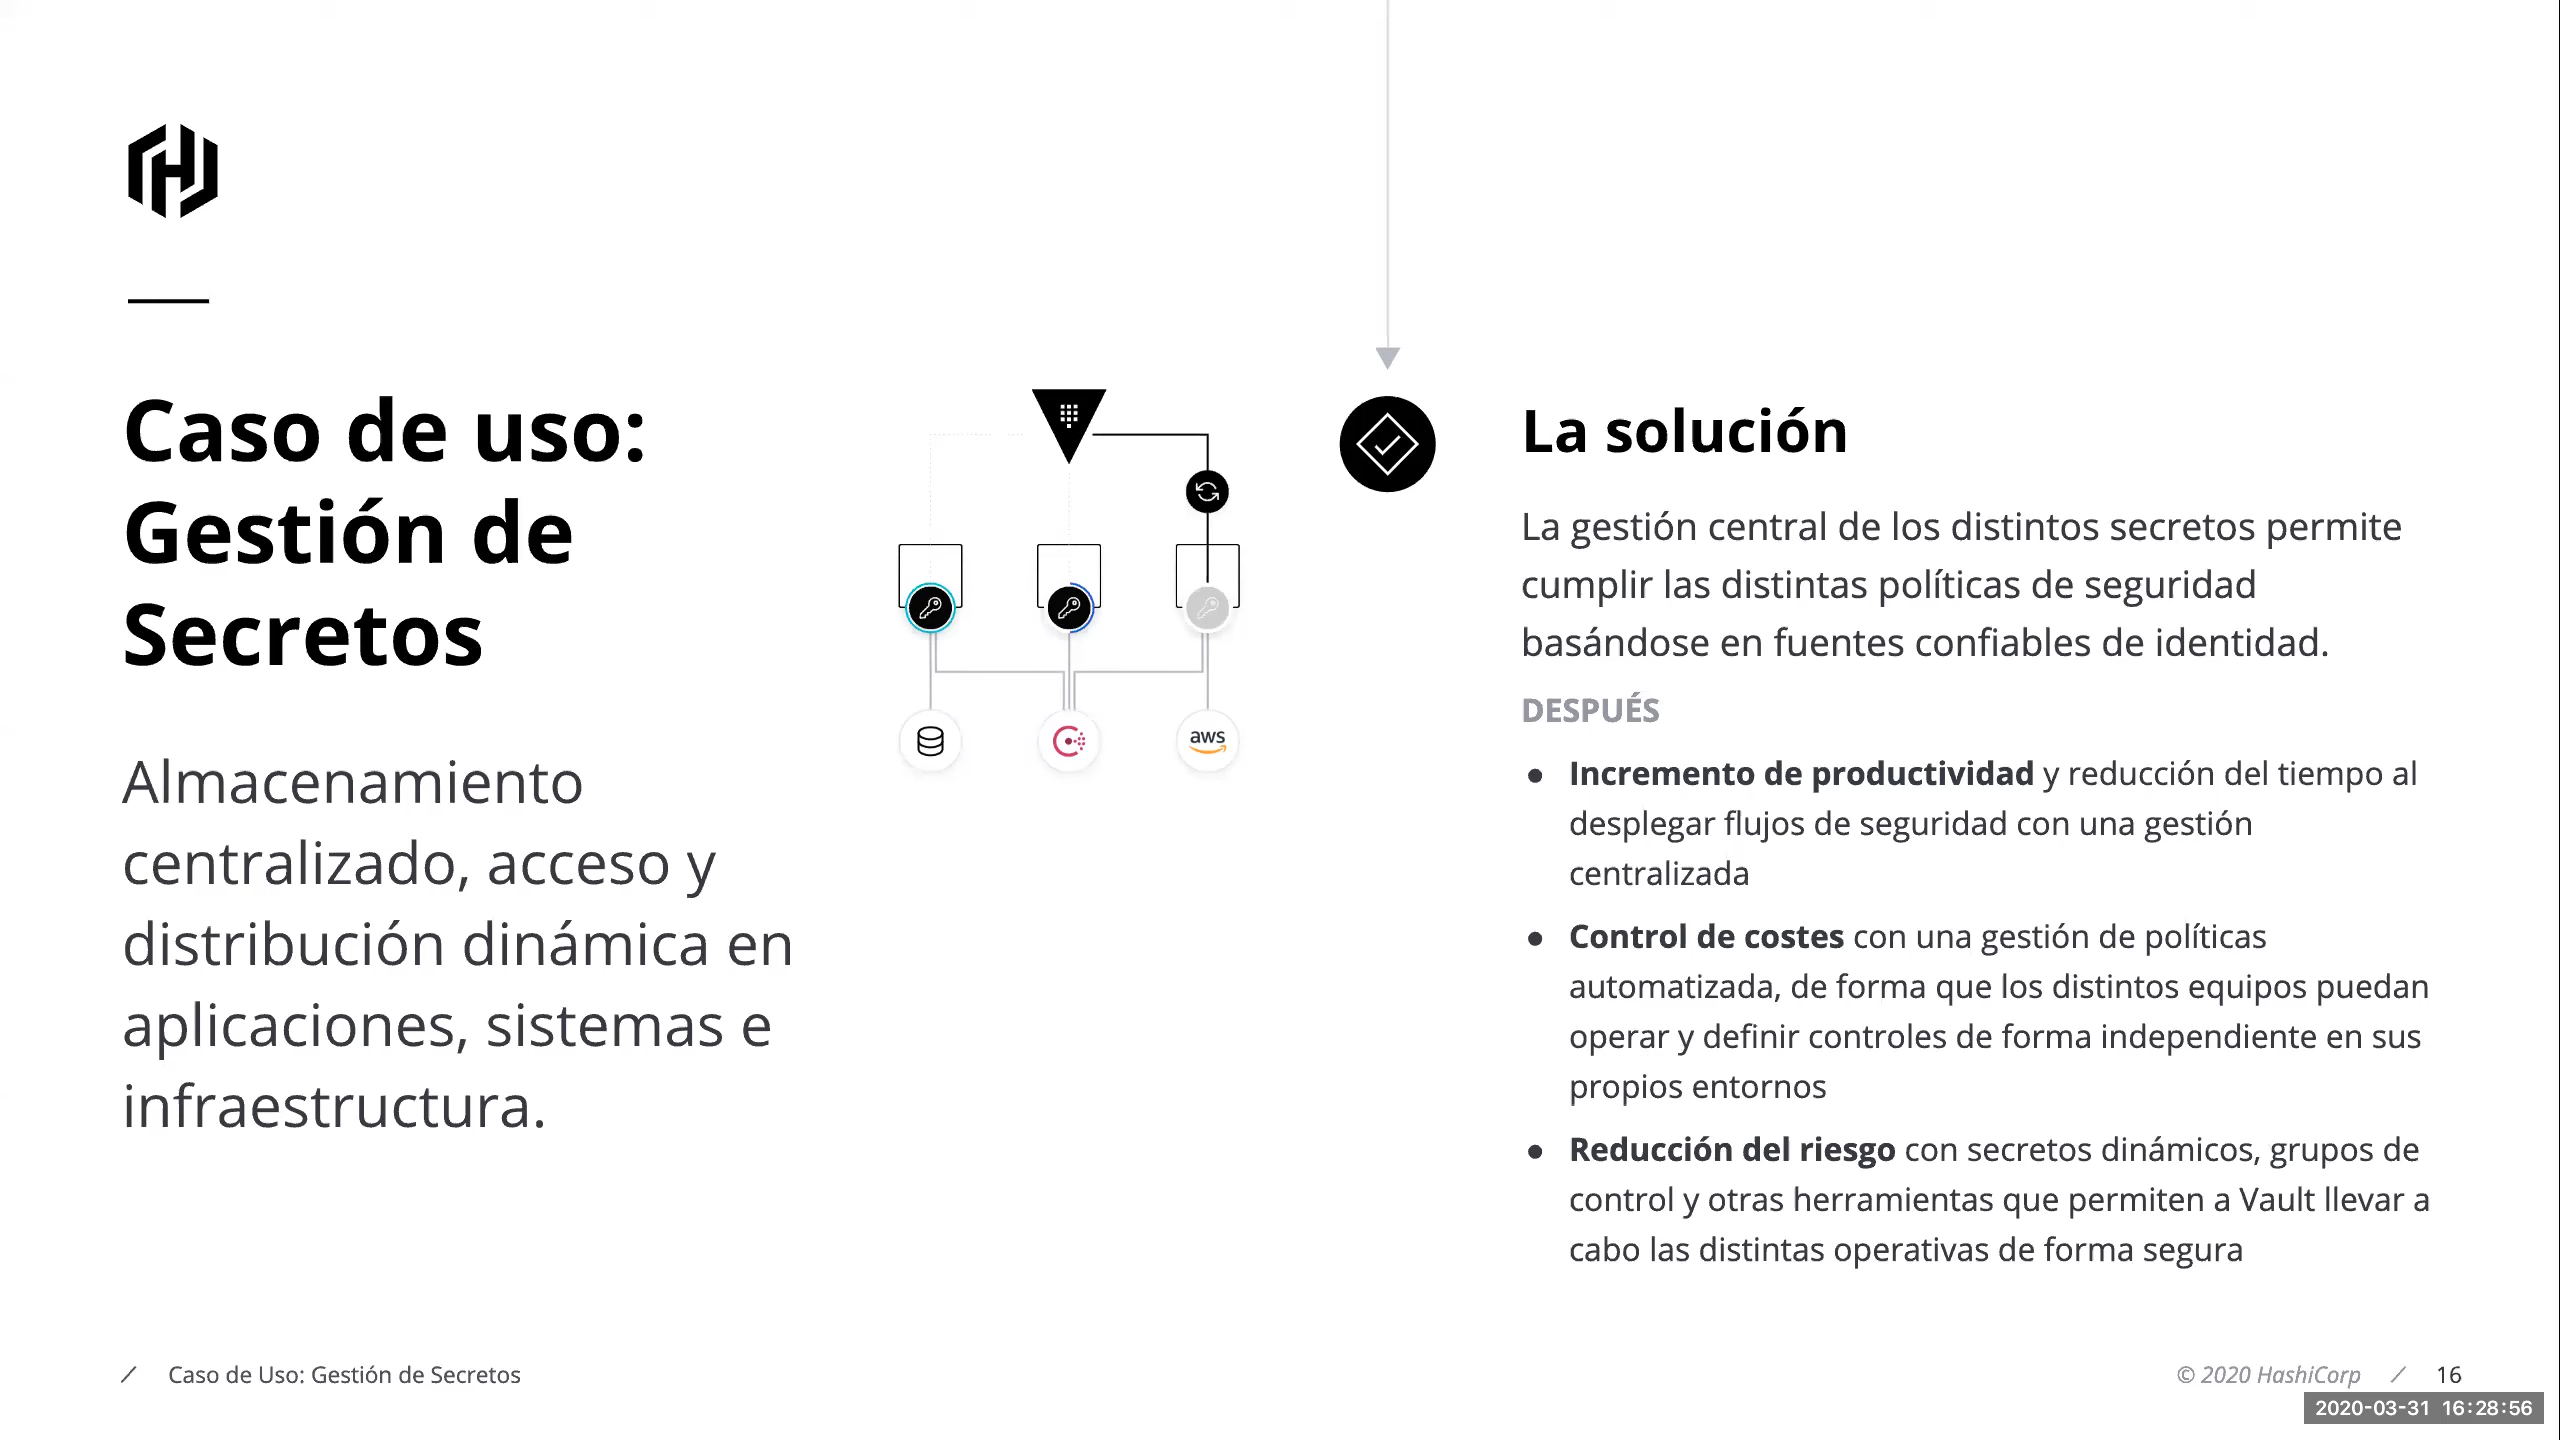 Caso de uso:
Gestión de
Secretos
Almacenamiento
centralizado, acceso y
distribución dinámica en
aplicaciones, sistemas e
infraestructura.
aws
La solución
La gestión central de los distintos secretos permite
cumplir las distintas políticas de seguridad
basándose en fuentes confiables de identidad.
DESPUÉS
● Incremento de productividad y reducción del tiempo al
desplegar flujos de seguridad con una gestión
centralizada
● Control de costes con una gestión de políticas
automatizada, de forma que los distintos equipos puedan
operar y definir controles de forma independiente en sus
propios entornos
● Reducción del riesgo con secretos dinámicos, grupos de
control y otras herramientas que permiten a Vault llevar a
cabo las distintas operativas de forma segura
/ Caso de Uso: Gestión de Secretos
© 2020 HashiCorp / 16
2020-03-31 16:28:56